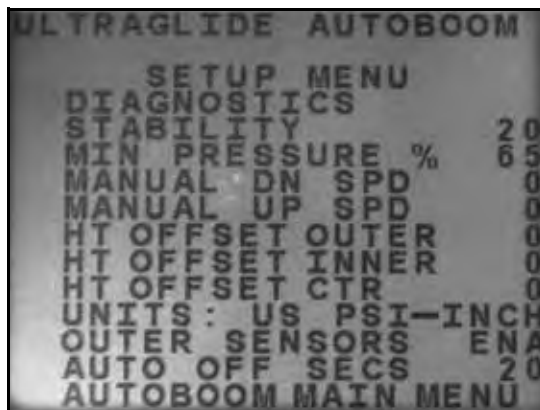 ULTRAGLIDE AUTOBOOM
SETUP MENU
DIAGNOSTICS
STABILITY 20
MIN PRESSURE % 65
MANUAL DN SPD 0
MANUAL UP SPD 0
HT OFFSET OUTER 0
HT OFFSET INNER 0
HT OFFSET CTR 0
UNITS: US PSI-INCH
OUTER SENSORS ENA
AUTO OFF SECS 20
AUTOBOOM MAIN MENU